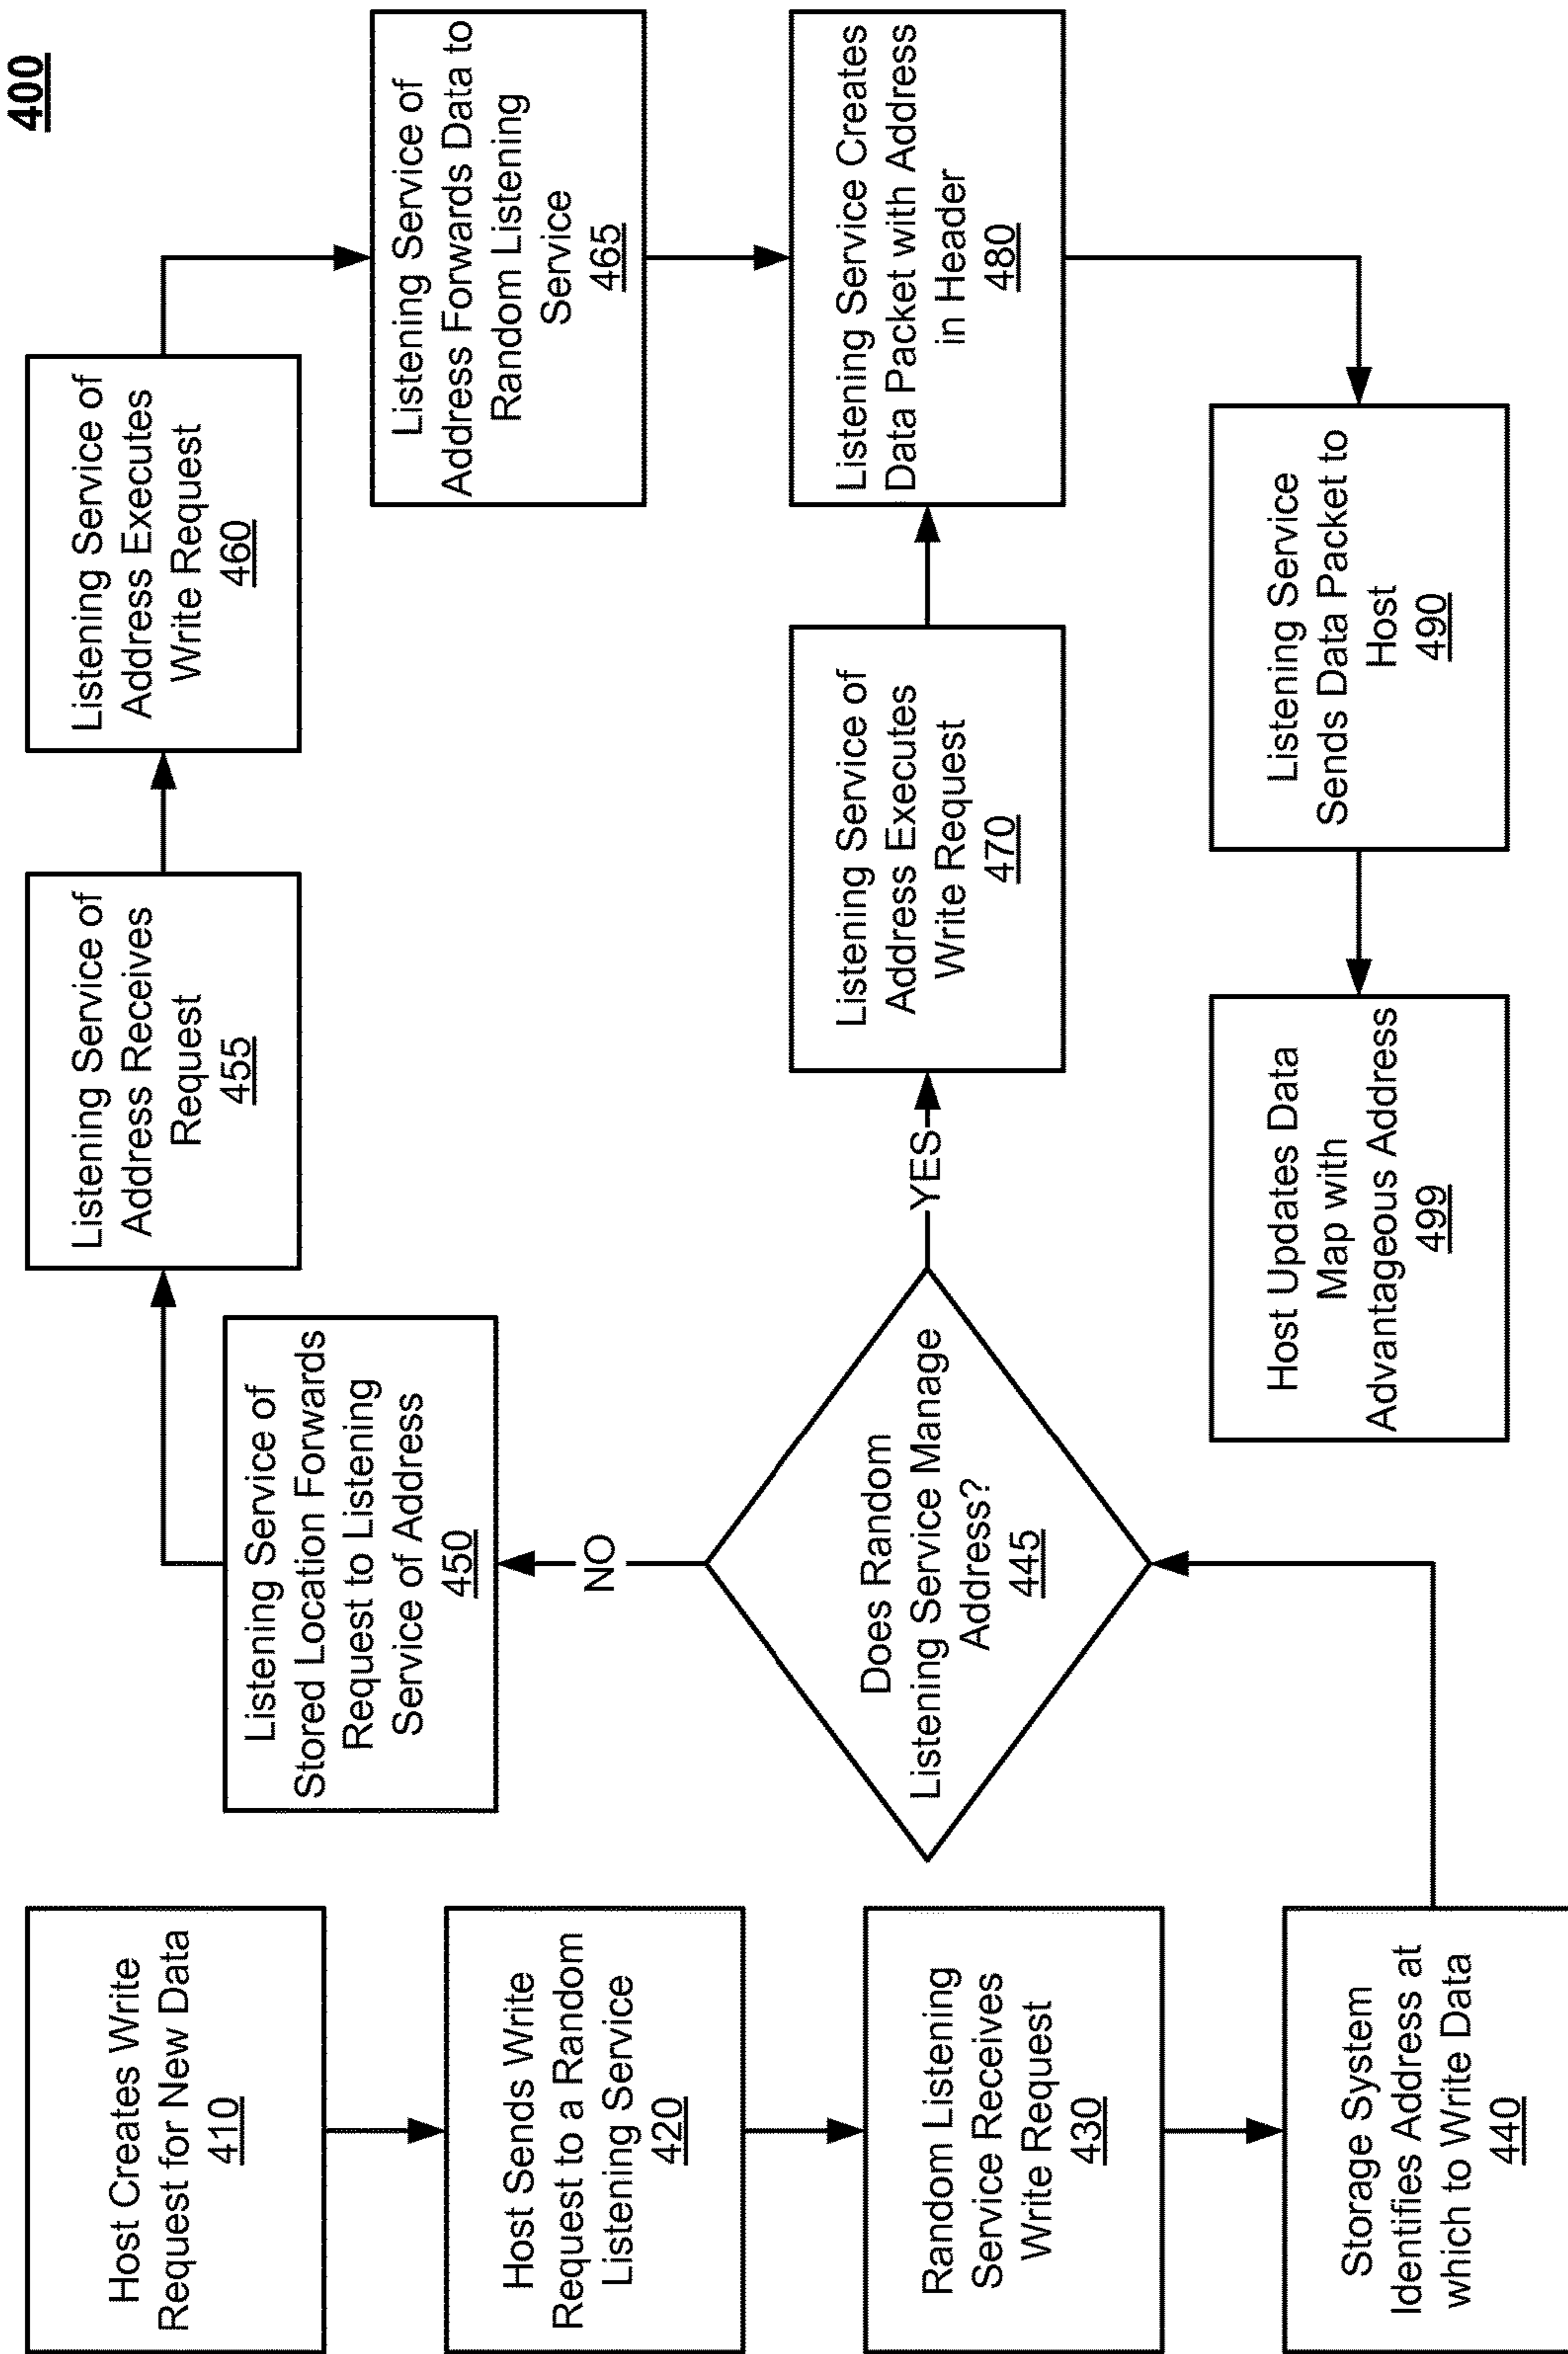 400
Host Creates Write
Request for New Data
410
Host Sends Write
Request to a Random
Listening Service
420
Random Listening
Service Receives
Write Request
430
Storage System
Identifies Address at
which to Write Data
440
Does Random
Listening Service Manage
Address?
445
NO
YES
Listening Service of
Stored Location Forwards
Request to Listening
Service of Address
450
Listening Service of
Address Receives
Request
455
Listening Service of
Address Executes
Write Request
460
Listening Service of
Address Forwards Data to
Random Listening
Service
465
Listening Service of
Address Executes
Write Request
470
Listening Service Creates
Data Packet with Address
in Header
480
Listening Service
Sends Data Packet to
Host
490
Host Updates Data
Map with
Advantageous Address
499